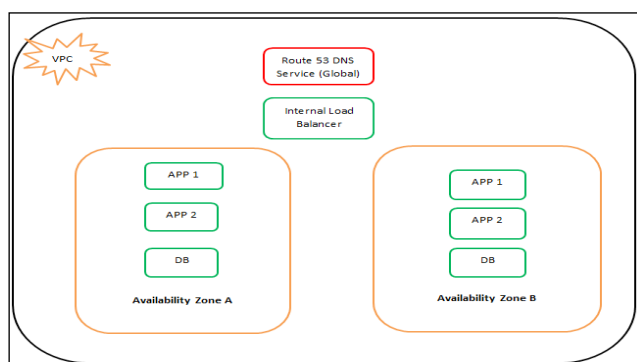 VPC
Route 53 DNS
Service (Global)
Internal Load
Balancer
APP 1
APP 2
DB
Availability Zone A
APP 1
APP 2
DB
Availability Zone B